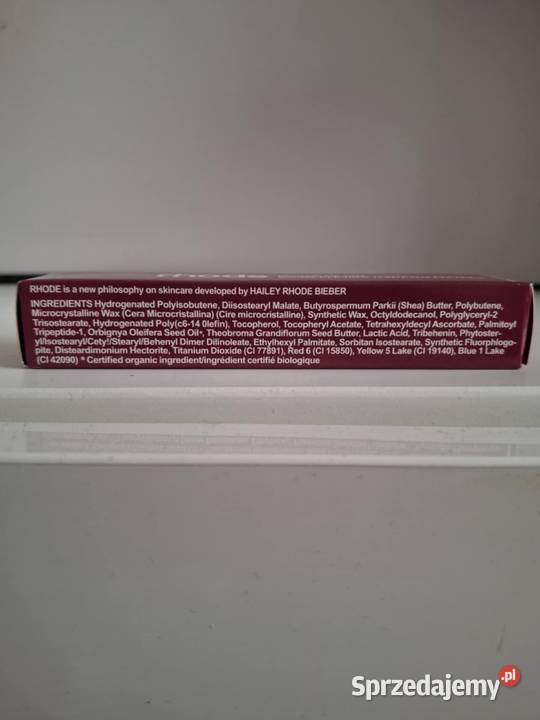 rhode
RHODE is a new philosophy on skincare developed by HAILEY RHODE BIEBER
INGREDIENTS Hydrogenated Polyisobutene, Diisostearyl Malate, Butyrospermum Parkii (Shea) Butter, Polybutene,
Microcrystalline Wax (Cera Microcristallina) (Cire microcristalline), Synthetic Wax, Octyldodecanol, Polyglyceryl-2
Trisostearate, Hydrogenated Poly(c6-14 0lefin), Tocopherol, Tocopheryl Acetate, Tetrahexyldecyl Ascorbate, Palmitoyl
Tripeptide-1, Orbignya Oleifera Seed Oil*, Theobroma Grandiflorum Seed Butter, Lactic Acid, Tribehenin, Phytoster-
yl/Isostearyl/Cetyl/Stearyl/Behenyl Dimer Dilinoleate, Ethylhexyl Palmitate, Sorbitan Isostearate, Synthetic Fluorphlogo-
pite, Disteardimonium Hectorite, Titanium Dioxide (CI 77891), Red 6 (CI 15850), Yellow 5 Lake (CI 19140), Blue 1 Lake
(CI 42090) * Certified organic ingredient/ingrédient certifié biologique
Sprzedajemy.pl